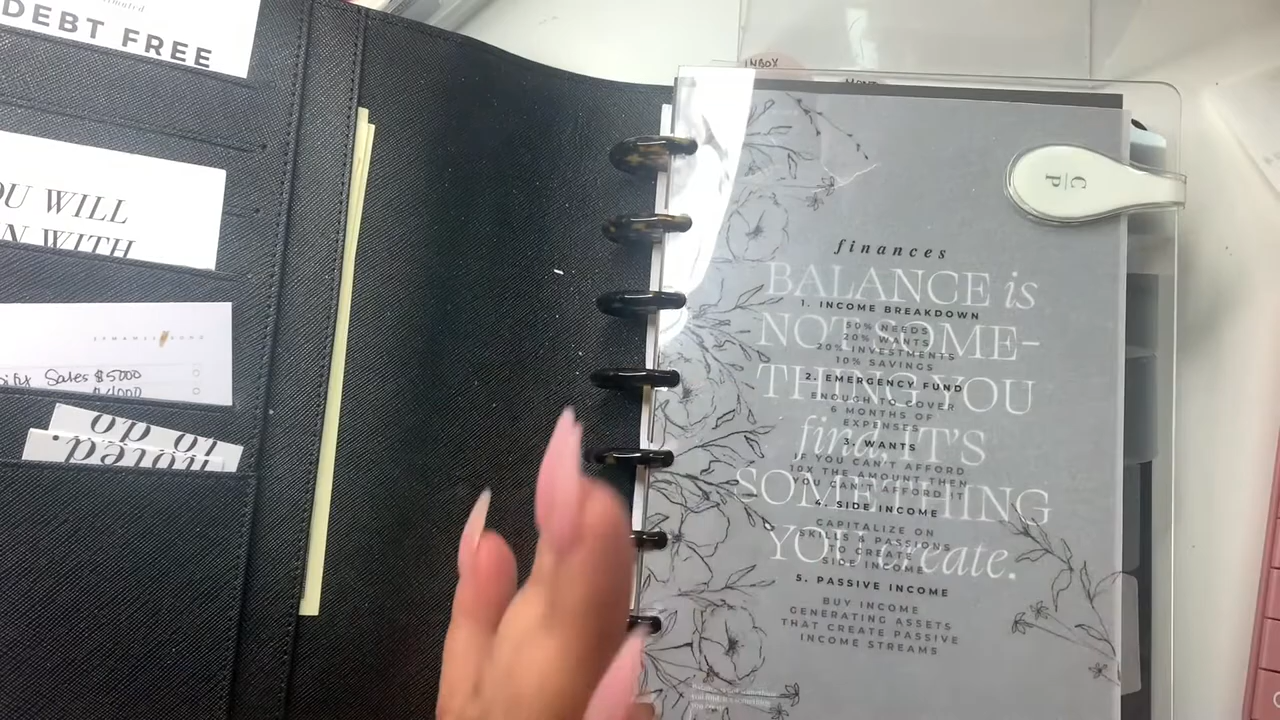 DEBT FREE
OU WILL
N WITH
Sales $5000
INBOX
C
P
finances
BALANCE is
NOT SOME-
THING YOU
find, IT'S
SOMETHING
YOU create.
1. INCOME BREAKDOWN
50% NEEDS
20% WANTS
20% INVESTMENTS
10% SAVINGS
2. EMERGENCY FUND
ENOUGH TO COVER
6 MONTHS OF
EXPENSES
3. WANTS
IF YOU CAN'T AFFORD
10X THE AMOUNT THEN
YOU CAN'T AFFORD IT
4. SIDE INCOME
CAPITALIZE ON
SKILLS & PASSIONS
TO CREATE
SIDE INCOME
5. PASSIVE INCOME
BUY INCOME
GENERATING ASSETS
THAT CREATE PASSIVE
INCOME STREAMS